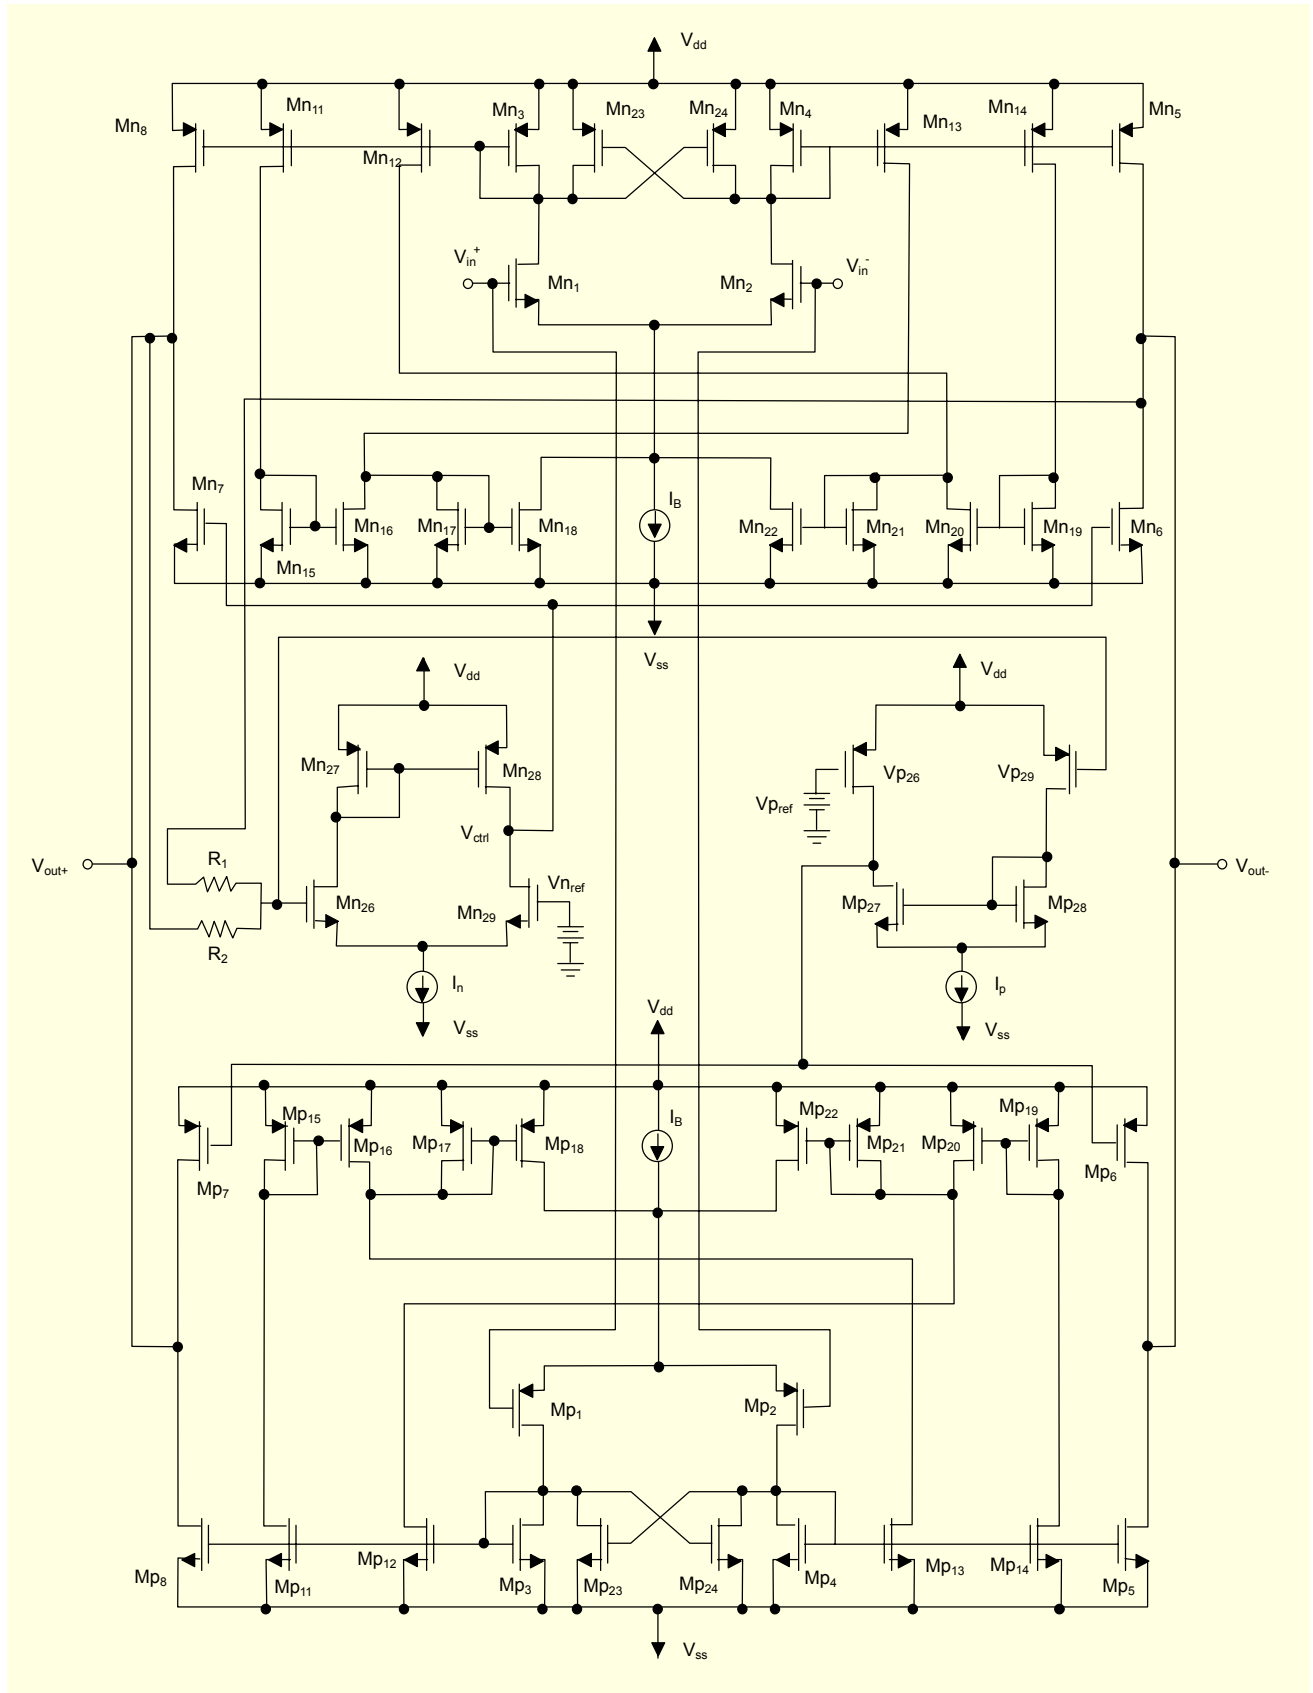 Vdd
Mn8
Mn11
Mn12
Mn3
Mn23
Mn24
Mn4
Mn13
Mn14
Mn5
Vin+
Mn1
Mn2
Vin-
Mn7
Mn15
Mn16
Mn17
Mn18
IB
Mn22
Mn21
Mn20
Mn19
Mn6
Vss
Vdd
Vdd
Mn27
Mn28
Vp26
Vp29
Vpref
Vctrl
Vout+
R1
R2
Mn26
Mn29
Vnref
Mp27
Mp28
Vout-
In
Vss
Ip
Vss
Vdd
Mp7
Mp15
Mp16
Mp17
Mp18
IB
Mp22
Mp21
Mp20
Mp19
Mp6
Mp1
Mp2
Mp8
Mp11
Mp12
Mp3
Mp23
Mp24
Mp4
Mp13
Mp14
Mp5
Vss